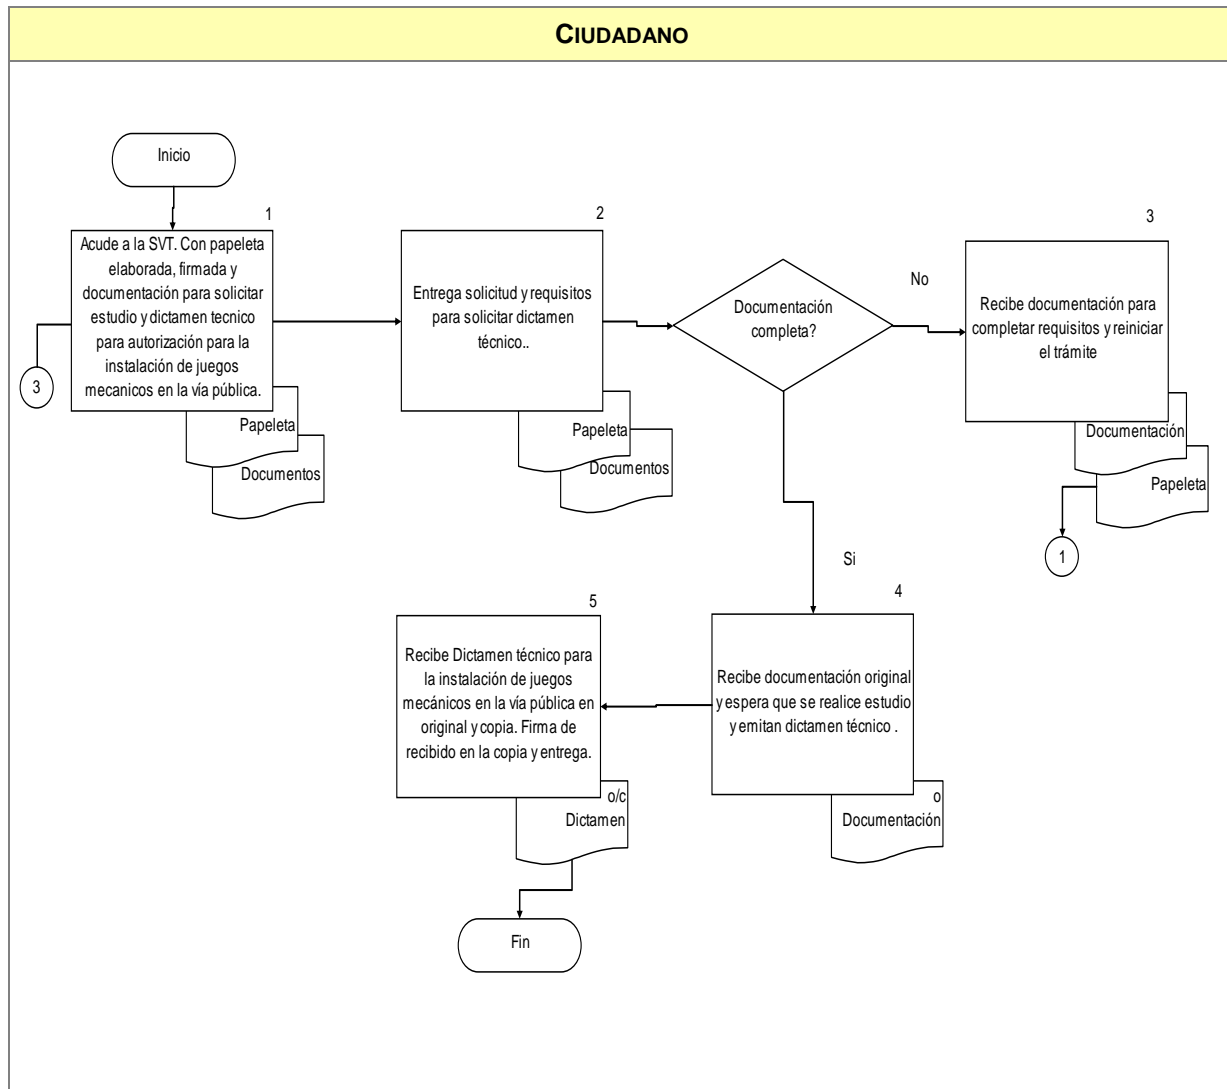 CIUDADANO
Inicio
1
Acude a la SVT. Con papeleta
elaborada, firmada y
documentación para solicitar
estudio y dictamen tecnico
para autorización para la
instalación de juegos
mecanicos en la vía pública.
3
Papeleta
Documentos
2
Entrega solicitud y requisitos
para solicitar dictamen
técnico..
Papeleta
Documentos
Documentación
completa?
No
3
Recibe documentación para
completar requisitos y reiniciar
el trámite
Documentación
Papeleta
1
Si
4
Recibe documentación original
y espera que se realice estudio
y emitan dictamen técnico .
o
Documentación
5
Recibe Dictamen técnico para
la instalación de juegos
mecánicos en la vía pública en
original y copia. Firma de
recibido en la copia y entrega.
o/c
Dictamen
Fin